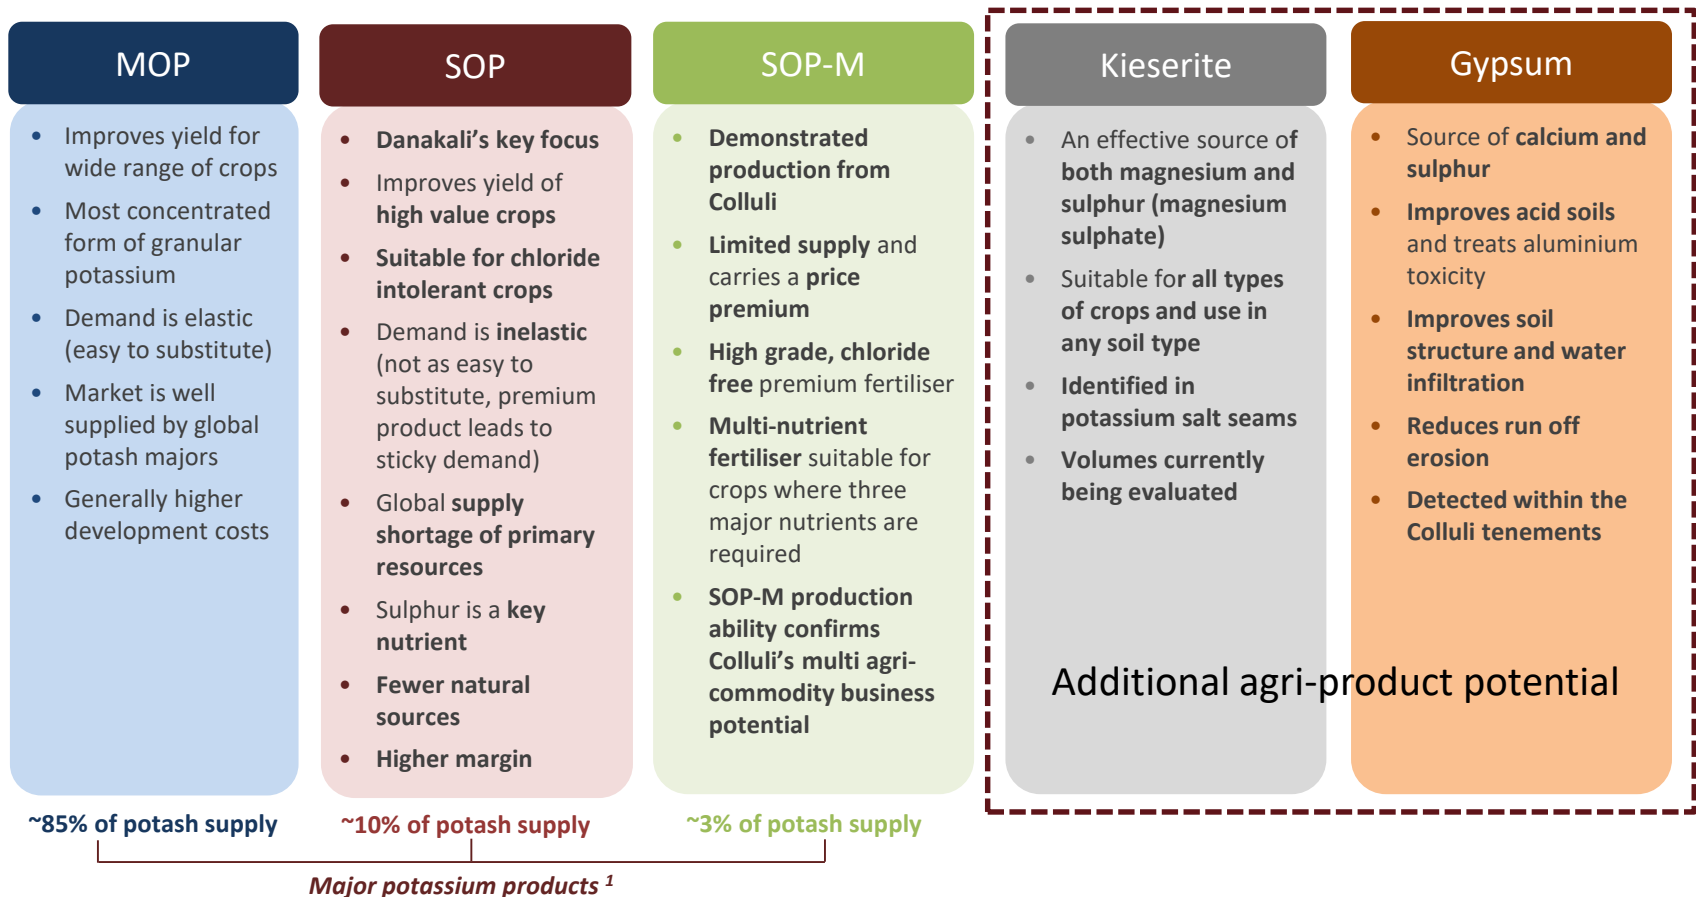 MOP
• Improves yield for
wide range of crops
• Most concentrated
form of granular
potassium
• Demand is elastic
(easy to substitute)
• Market is well
supplied by global
potash majors
• Generally higher
development costs
~85% of potash supply
SOP
• Danakali's key focus
• Improves yield of
high value crops
• Suitable for chloride
intolerant crops
• Demand is inelastic
(not as easy to
substitute, premium
product leads to
sticky demand)
• Global supply
shortage of primary
resources
• Sulphur is a key
nutrient
• Fewer natural
sources
• Higher margin
~10% of potash supply
SOP-M
• Demonstrated
production from
Colluli
• Limited supply and
carries a price
premium
• High grade, chloride
free premium fertiliser
• Multi-nutrient
fertiliser suitable for
crops where three
major nutrients are
required
• SOP-M production
ability confirms
Colluli's multi agri-
commodity business
potential
~3% of potash supply
Major potassium products 1
Kieserite
• An effective source of
both magnesium and
sulphur (magnesium
sulphate)
• Suitable for all types
of crops and use in
any soil type
• Identified in
potassium salt seams
• Volumes currently
being evaluated
Gypsum
• Source of calcium and
sulphur
• Improves acid soils
and treats aluminium
toxicity
• Improves soil
structure and water
infiltration
• Reduces run off
erosion
• Detected within the
Colluli tenements
Additional agri-product potential